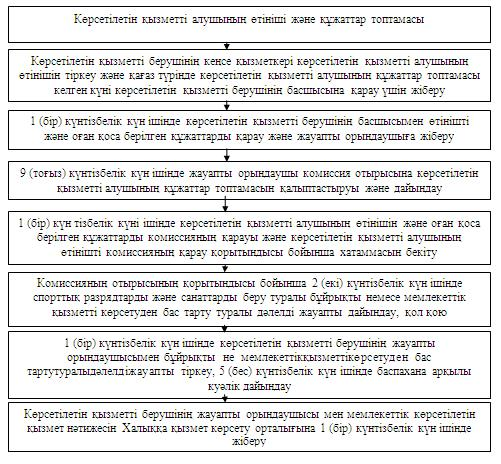 Көрсетілетін қызметті алушының өтініші және құжаттар топтамасы
Көрсетілетін қызметті берушінің кеңсе қызметкері көрсетілетін қызметті алушының
өтінішін тіркеу және қағаз түрінде көрсетілетін қызметті алушының құжаттар топтамасы
келген күні көрсетілетін қызметті берушінің басшысына қарау үшін жіберу
1 (бір) күнтізбелік күн ішінде көрсетілетін қызметті берушінің басшысымен өтінішті
және оған қоса берілген құжаттарды қарау және жауапты орындаушыға жіберу
9 (тоғыз) күнтізбелік күн ішінде жауапты орындаушы комиссия отырысына көрсетілетін
қызметті алушының құжаттар топтамасын қалыптастыруы және дайындау
1 (бір) күн тізбелік күні ішінде көрсетілетін қызметті алушының өтінішін және оған қоса
берілген құжаттарды комиссияның қарауы және көрсетілетін қызметті алушының
өтінішті комиссияның қарау қорытындысы бойынша хаттамасын бекіту
Комиссияның отырысының қорытындысы бойынша 2 (екі) күнтізбелік күн ішінде
спорттық разрядтарды және санаттарды беру туралы бұйрықты немесе мемлекеттік
қызметті көрсетуден бас тарту туралы дәлелді жауапты дайындау, қол қою
1 (бір) күнтізбелік күн ішінде көрсетілетін қызметті берушінің жауапты
орындаушысымен бұйрықты не мемлекеттікқызметтікөрсетуден бас
тартутуралыдәлелдіжауапты тіркеу, 5 (бес) күнтізбелік күн ішінде баспахана арқылы
куәлік дайындау
Көрсетілетін қызметті берушінің жауапты орындаушысы мен мемлекеттік көрсетілетін
қызмет нәтижесін Халыққа қызмет көрсету орталығына 1 (бір) күнтізбелік күн ішінде
жіберу